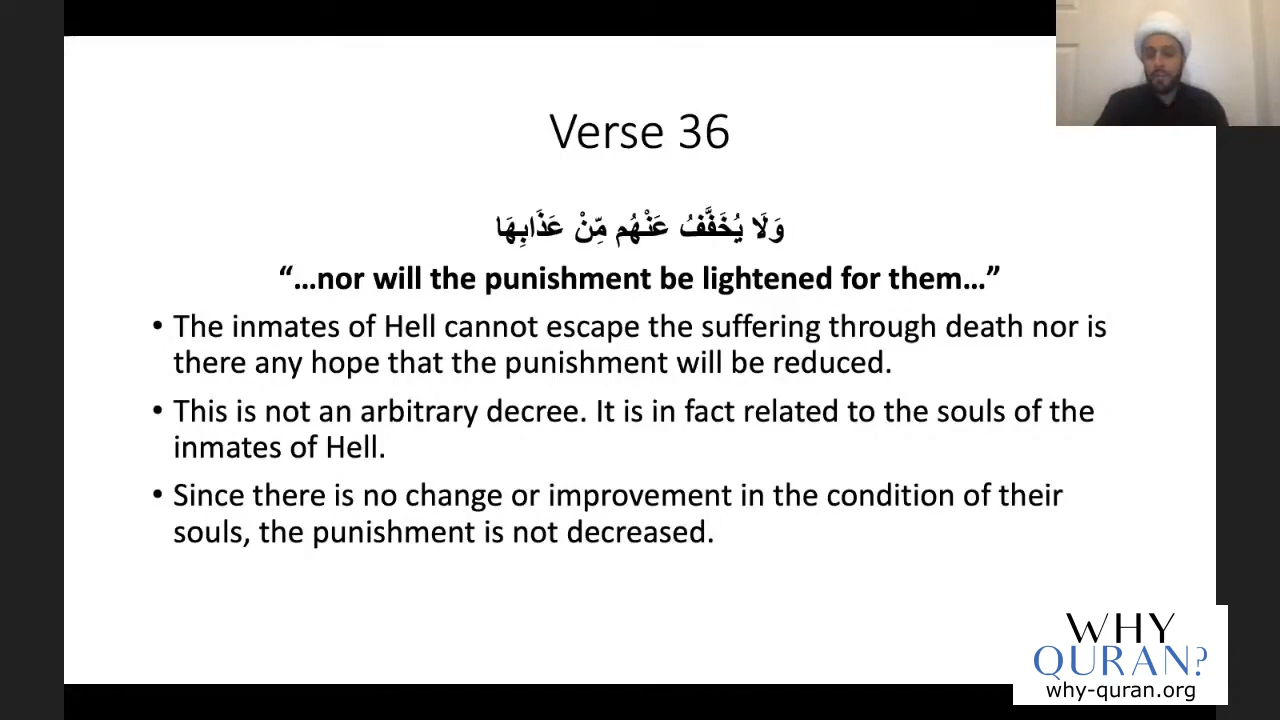 Verse 36
وَلَا يُخَفَّفُ عَنْهُم مِّنْ عَذَابِهَا
“...nor will the punishment be lightened for them...”
• The inmates of Hell cannot escape the suffering through death nor is
there any hope that the punishment will be reduced.
• This is not an arbitrary decree. It is in fact related to the souls of the
inmates of Hell.
• Since there is no change or improvement in the condition of their
souls, the punishment is not decreased.
WHY
QURAN?
why-quran.org